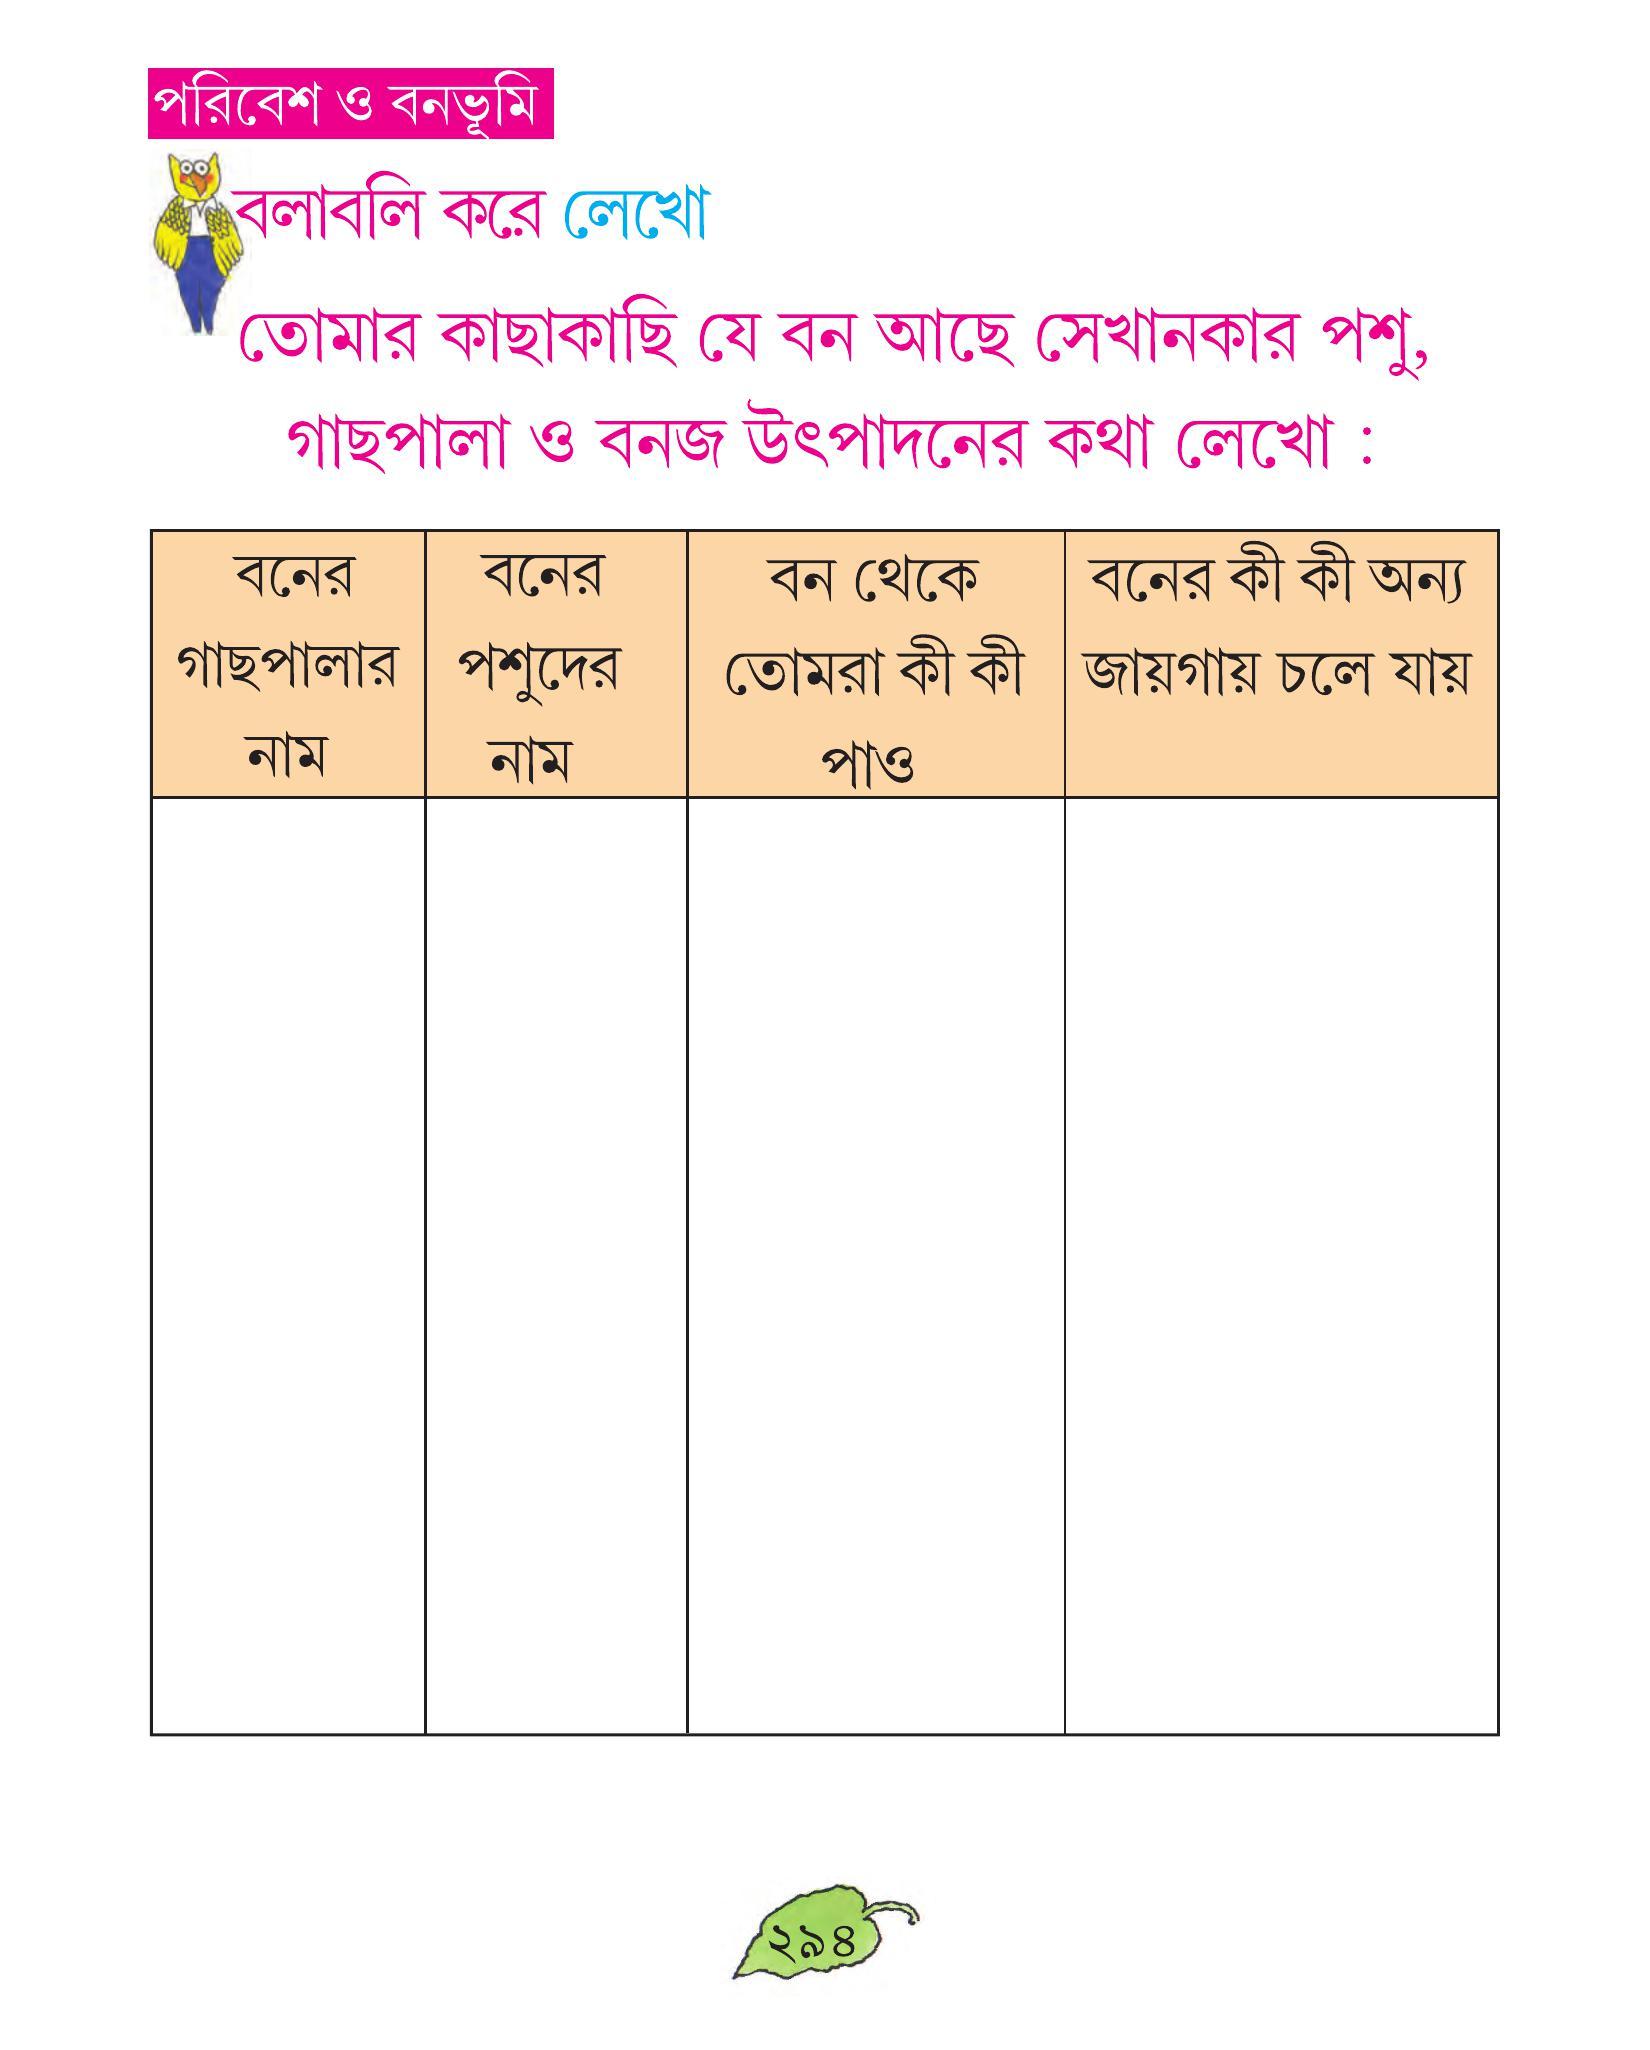 পরিবেশ ও বনভূমি
বলাবলি করে লেখো
তোমার কাছাকাছি যে বন আছে সেখানকার পশু,
গাছপালা ও বনজ উৎপাদনের কথা লেখো :
বনের
গাছপালার
নাম
বনের
পশুদের
নাম
বন থেকে
তোমরা কী কী
পাও
বনের কী কী অন্য
জায়গায় চলে যায়
২৯৪